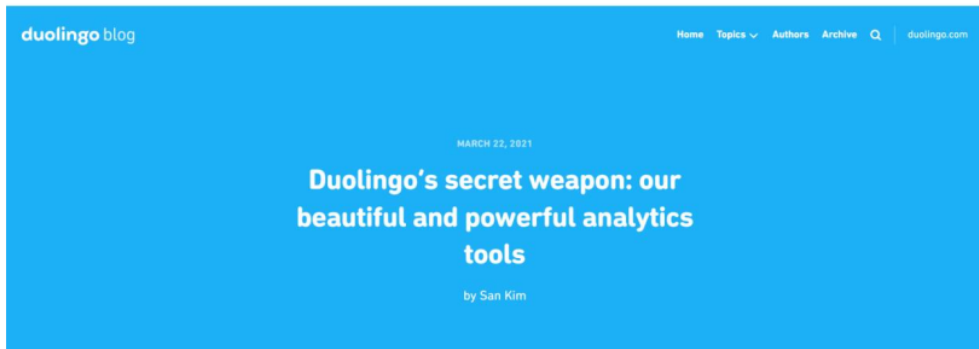 duolingo blog
Home Topics Authors Archive duolingo.com
MARCH 22, 2021
Duolingo's secret weapon: our
beautiful and powerful analytics
tools
by San Kim